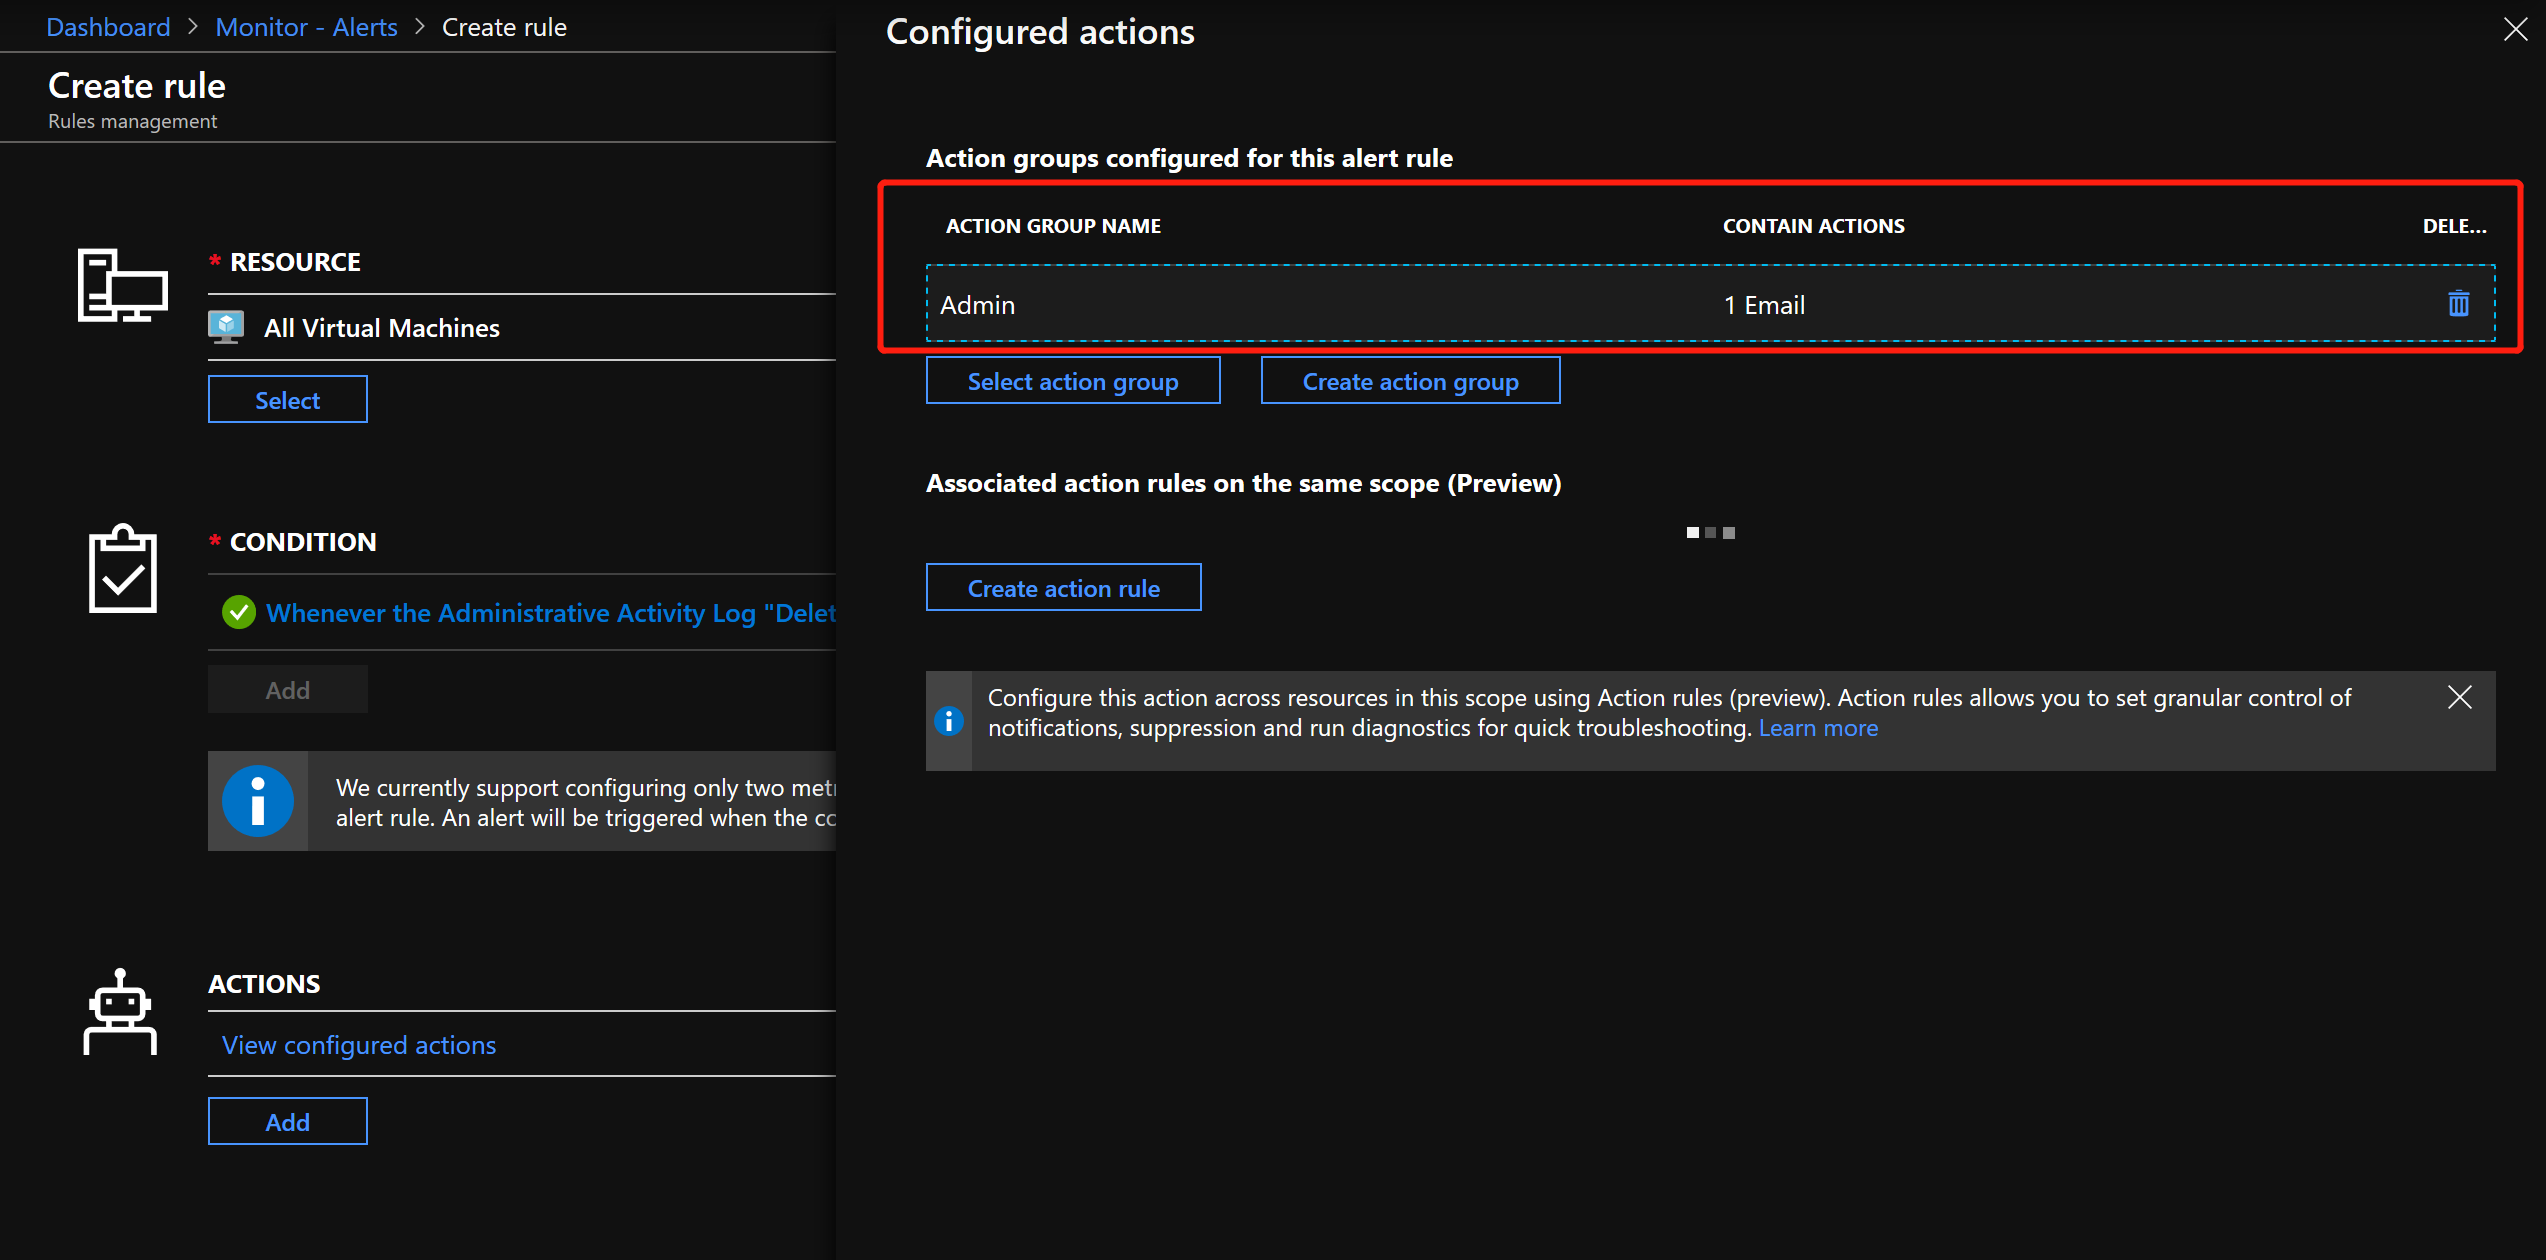 Dashboard > Monitor - Alerts > Create rule
Create rule
Rules management
* RESOURCE
All Virtual Machines
Select
* CONDITION
Whenever the Administrative Activity Log "Delet
Add
We currently support configuring only two metr
alert rule. An alert will be triggered when the co
ACTIONS
View configured actions
Add
Configured actions
Action groups configured for this alert rule
ACTION GROUP NAME CONTAIN ACTIONS DELE...
Admin 1 Email
Select action group Create action group
Associated action rules on the same scope (Preview)
Create action rule
Configure this action across resources in this scope using Action rules (preview). Action rules allows you to set granular control of
notifications, suppression and run diagnostics for quick troubleshooting. Learn more